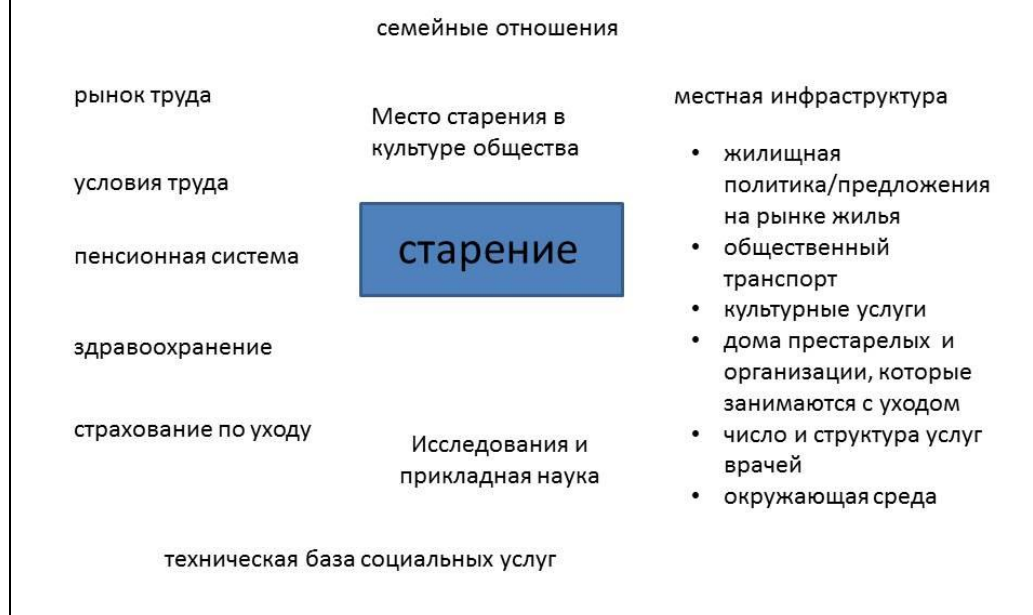 семейные отношения
рынок труда
условия труда
пенсионная система
здравоохранение
страхование по уходу
Место старения в
культуре общества
старение
Исследования и
прикладная наука
местная инфраструктура
• жилищная
политика/предложения
на рынке жилья
• общественный
транспорт
• культурные услуги
• дома престарелых и
организации, которые
занимаются с уходом
• число и структура услуг
врачей
• окружающая среда
техническая база социальных услуг